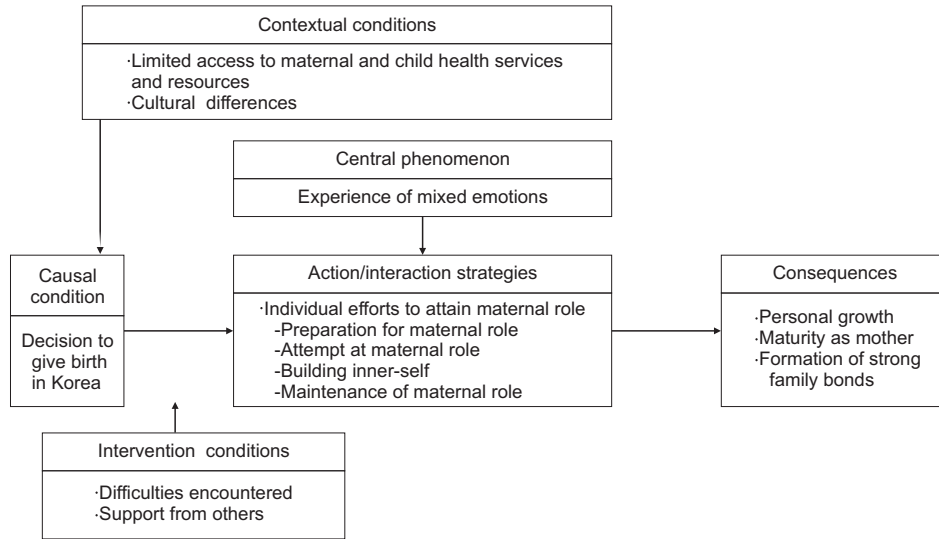 Contextual conditions
·Limited access to maternal and child health services
and resources
·Cultural differences
Central phenomenon
Experience of mixed emotions
Causal
condition
Decision to
give birth
in Korea
Action/interaction strategies
·Individual efforts to attain maternal role
-Preparation for maternal role
-Attempt at maternal role
-Building inner-self
-Maintenance of maternal role
Consequences
·Personal growth
·Maturity as mother
·Formation of strong
family bonds
Intervention conditions
·Difficulties encountered
·Support from others